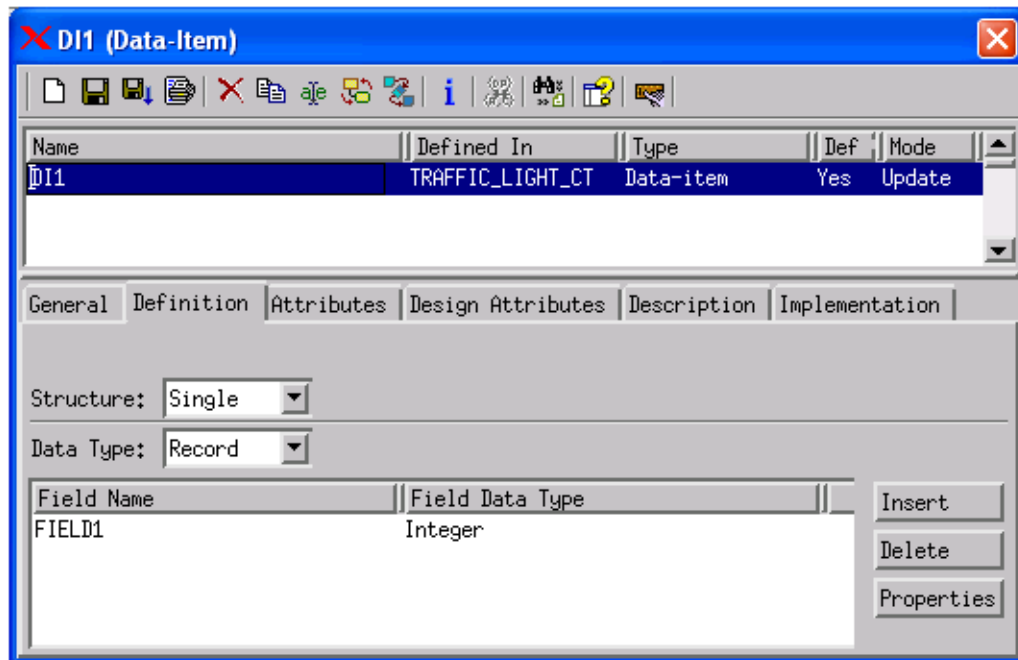 DI1 (Data-Item)
Name Defined In Type Def Mode
DI1 TRAFFIC_LIGHT_CT Data-item Yes Update
General Definition Attributes Design Attributes Description Implementation
Structure: Single
Data Type: Record
Field Name Field Data Type
FIELD1 Integer
Insert
Delete
Properties